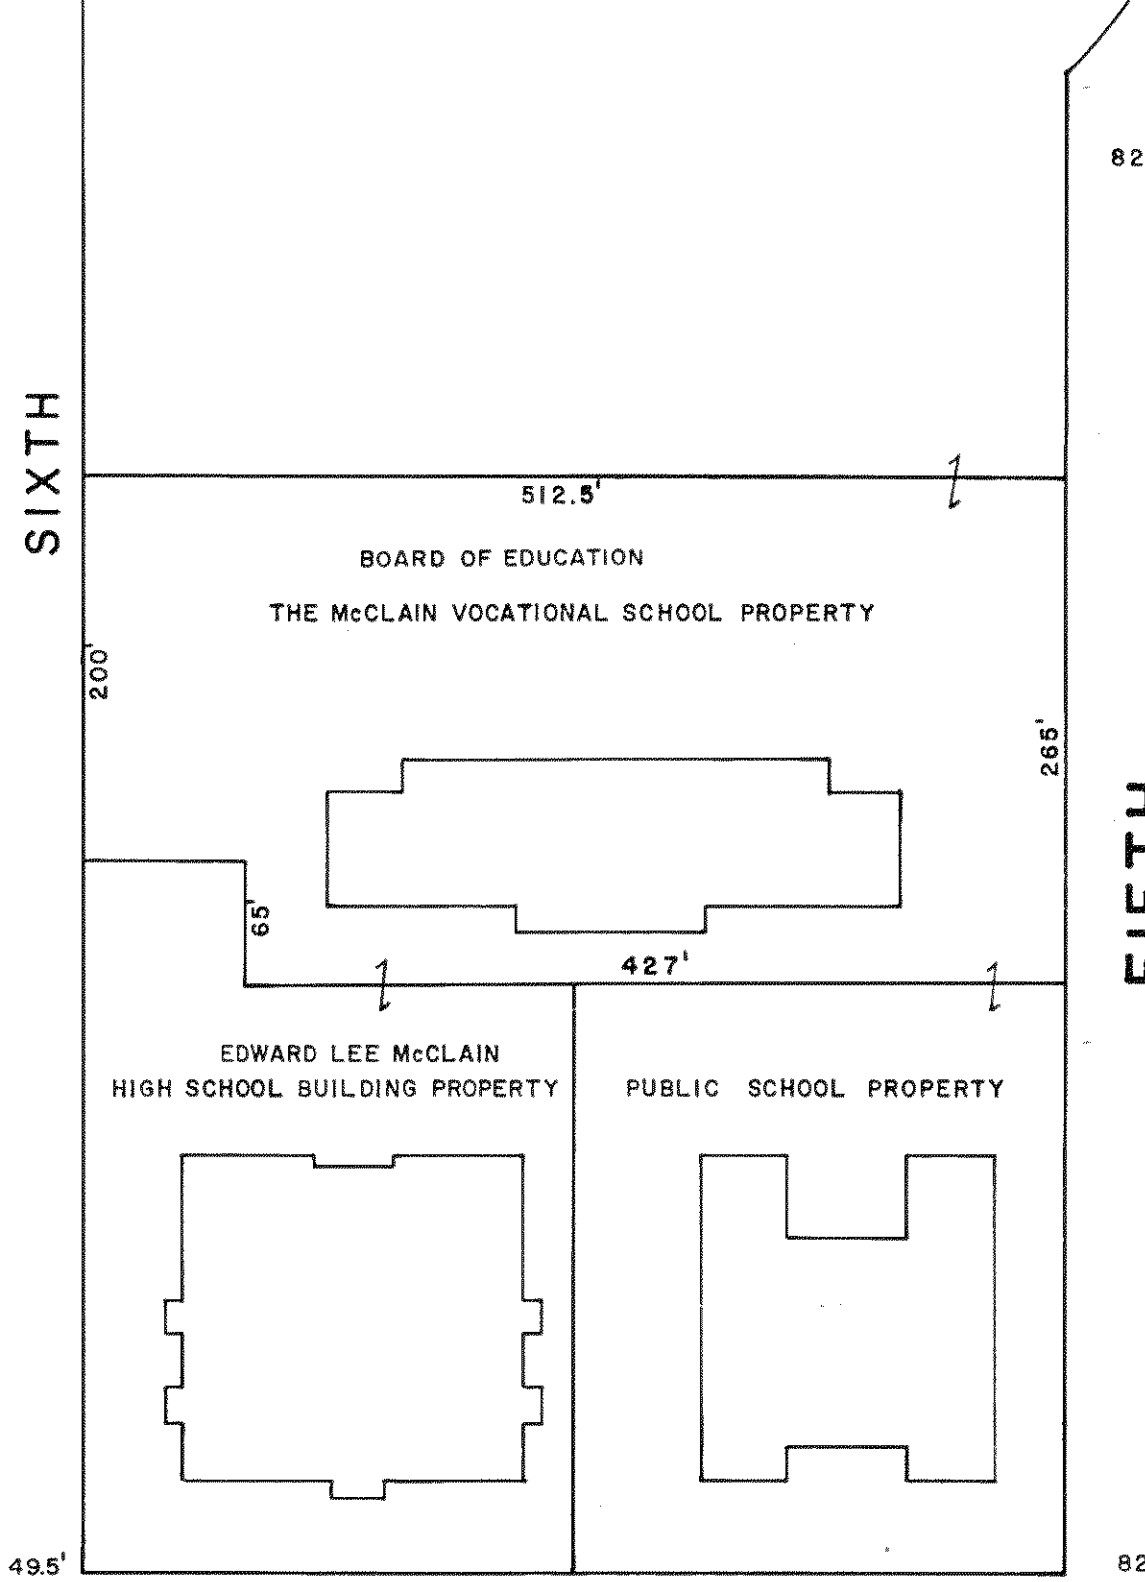 82
SIXTH
512.5'
BOARD OF EDUCATION
THE McCLAIN VOCATIONAL SCHOOL PROPERTY
200'
265'
65'
427'
EDWARD LEE McCLAIN
HIGH SCHOOL BUILDING PROPERTY
PUBLIC SCHOOL PROPERTY
49.5'
82